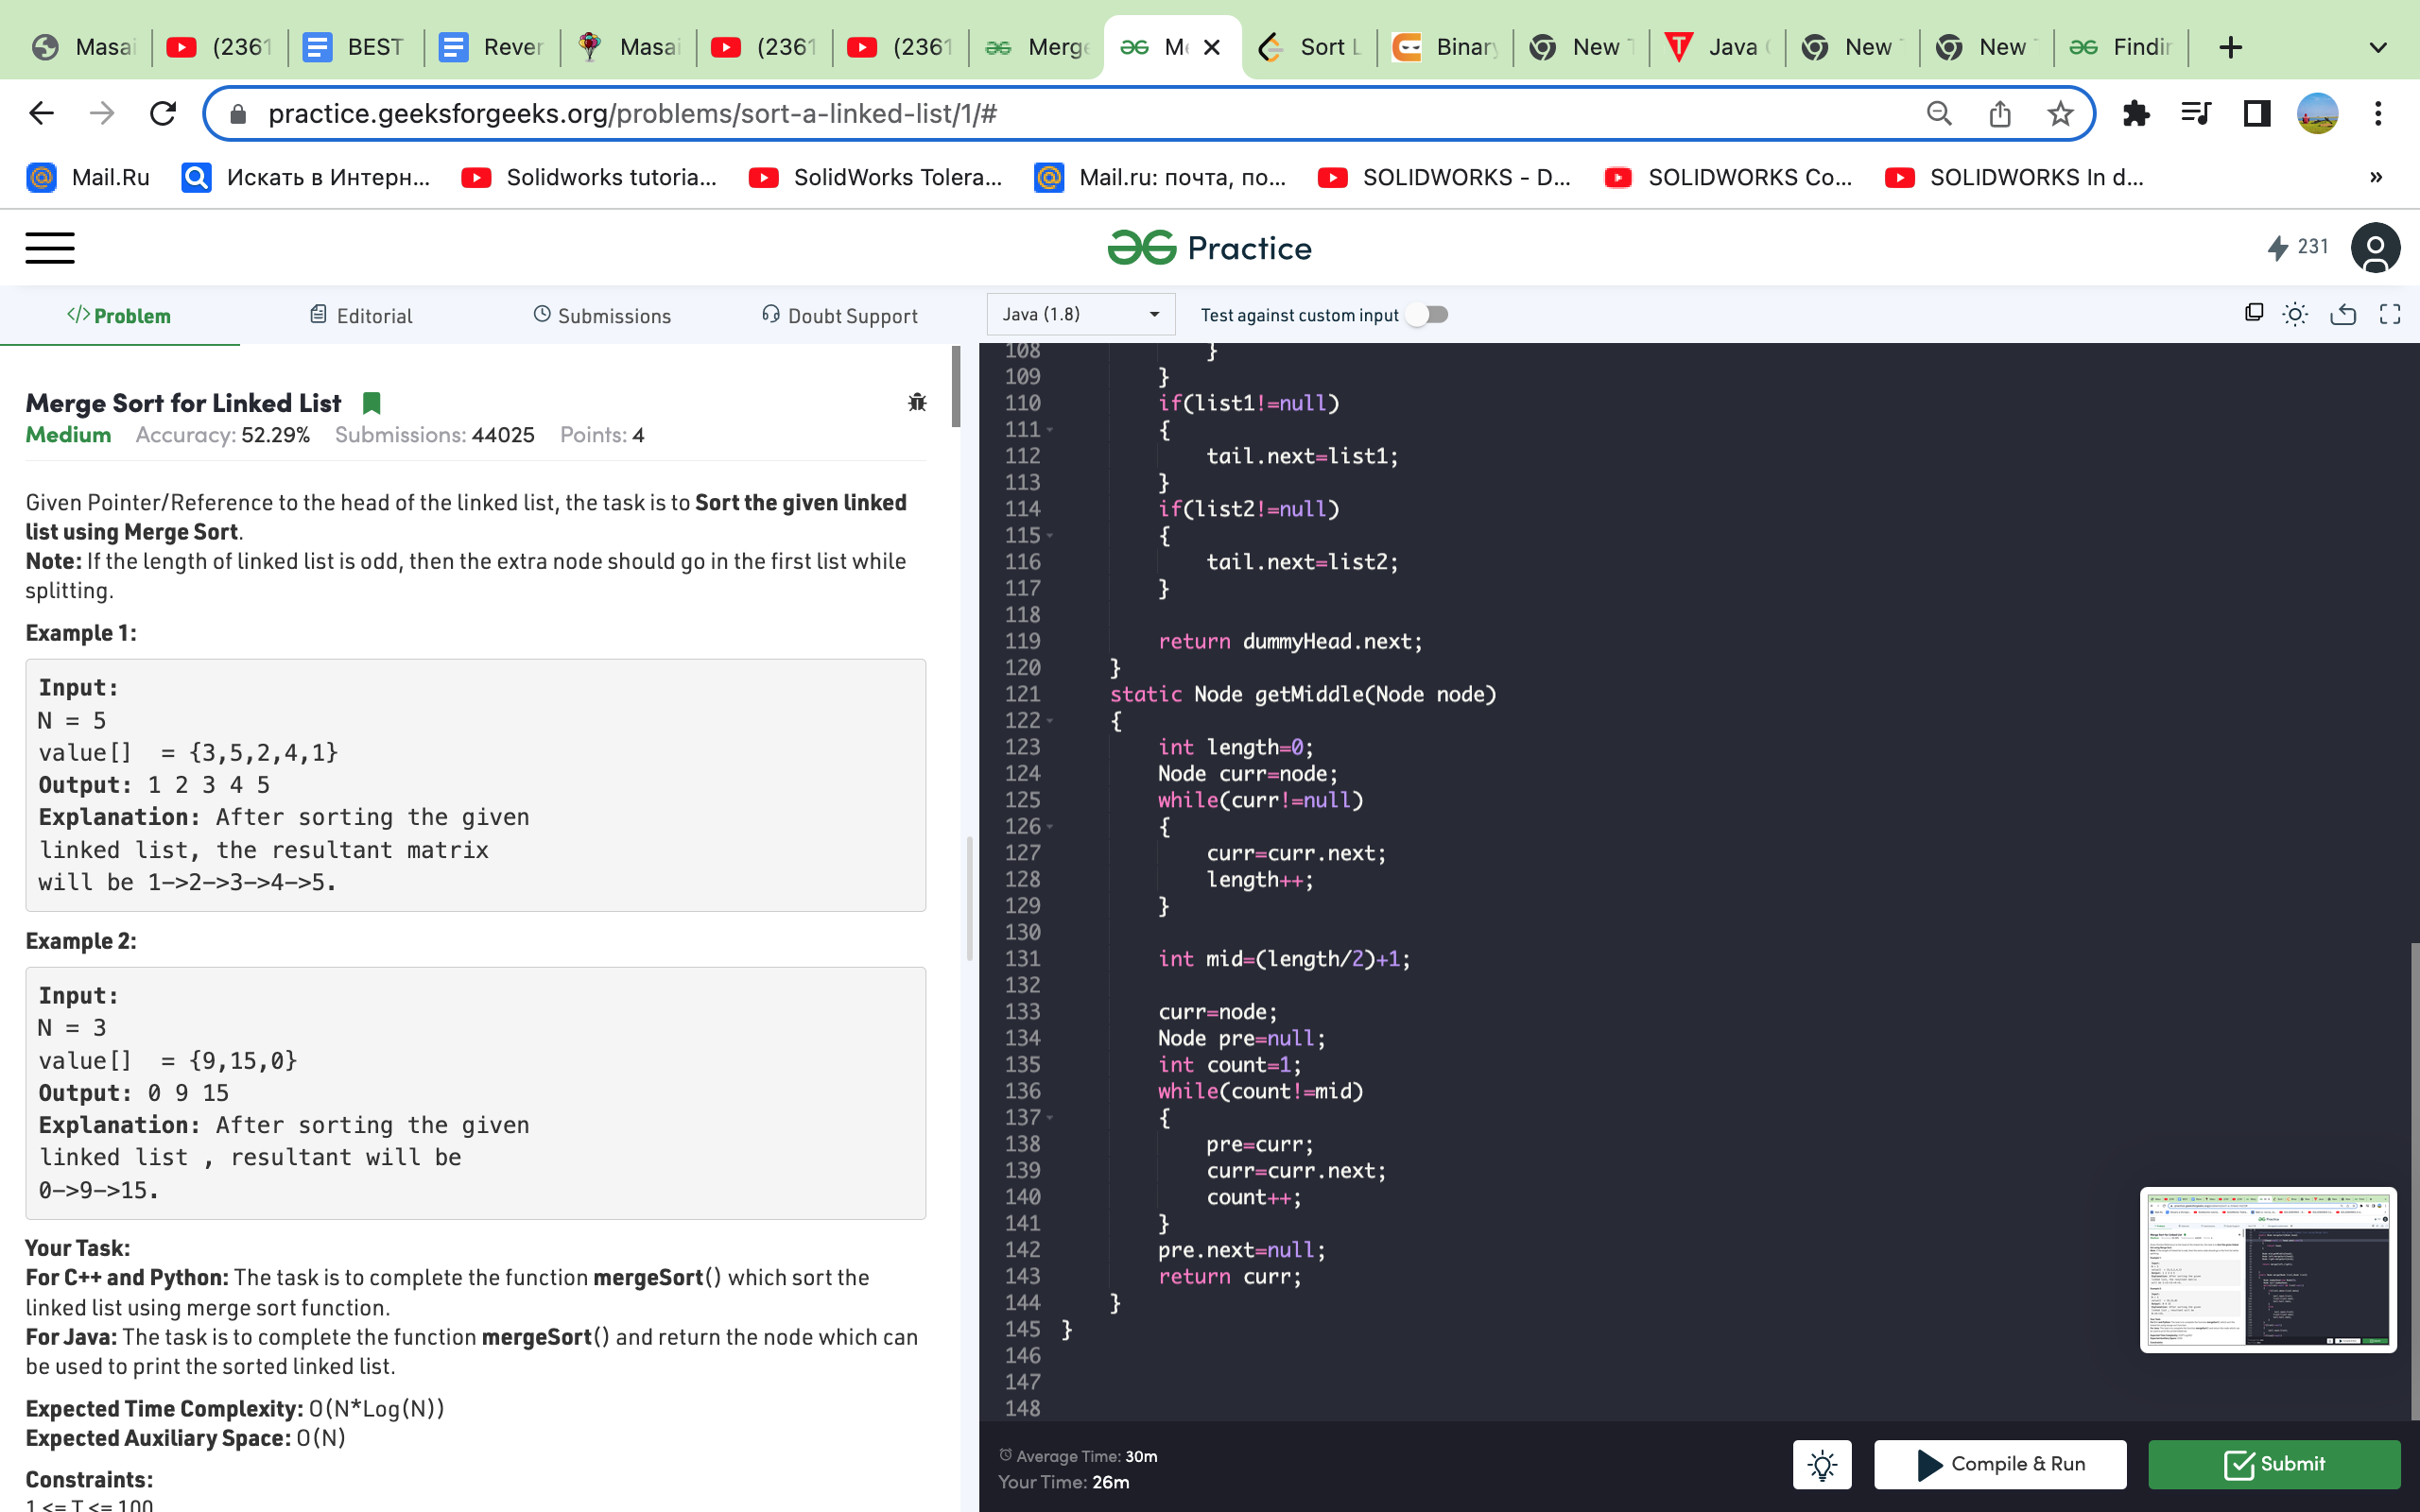 Masai
(2361
BEST
Rever
Masai
(2361
(2361
Merge
Me
Sort L
Binary
New T
Java
New
New
Findin
practice.geeksforgeeks.org/problems/sort-a-linked-list/1/#
Mail.Ru
Искать в Интерн...
Solidworks tutoria...
SolidWorks Tolera...
Mail.ru: почта, по...
SOLIDWORKS - D...
SOLIDWORKS Co...
SOLIDWORKS In d...
»
Practice
231
</> Problem
Editorial
Submissions
Doubt Support
Java (1.8)
Test against custom input
Merge Sort for Linked List
Medium Accuracy: 52.29% Submissions: 44025 Points: 4
Given Pointer/Reference to the head of the linked list, the task is to Sort the given linked
list using Merge Sort.
Note: If the length of linked list is odd, then the extra node should go in the first list while
splitting.
Example 1:
Input:
N = 5
value[]  = {3,5,2,4,1}
Output: 1 2 3 4 5
Explanation: After sorting the given
linked list, the resultant matrix
will be 1->2->3->4->5.
Example 2:
Input:
N = 3
value[]  = {9,15,0}
Output: 0 9 15
Explanation: After sorting the given
linked list , resultant will be
0->9->15.
Your Task:
For C++ and Python: The task is to complete the function mergeSort() which sort the
linked list using merge sort function.
For Java: The task is to complete the function mergeSort() and return the node which can
be used to print the sorted linked list.
Expected Time Complexity: O(N*Log(N))
Expected Auxiliary Space: O(N)
Constraints:
1 <= T <= 100
108 }
109 }
110 if(list1!=null)
111 {
112 tail.next=list1;
113 }
114 if(list2!=null)
115 {
116 tail.next=list2;
117 }
118
119 return dummyHead.next;
120 }
121 static Node getMiddle(Node node)
122 {
123 int length=0;
124 Node curr=node;
125 while(curr!=null)
126 {
127 curr=curr.next;
128 length++;
129 }
130
131 int mid=(length/2)+1;
132
133 curr=node;
134 Node pre=null;
135 int count=1;
136 while(count!=mid)
137 {
138 pre=curr;
139 curr=curr.next;
140 count++;
141 }
142 pre.next=null;
143 return curr;
144 }
145 }
146
147
148
Average Time: 30m
Your Time: 26m
Compile & Run
Submit